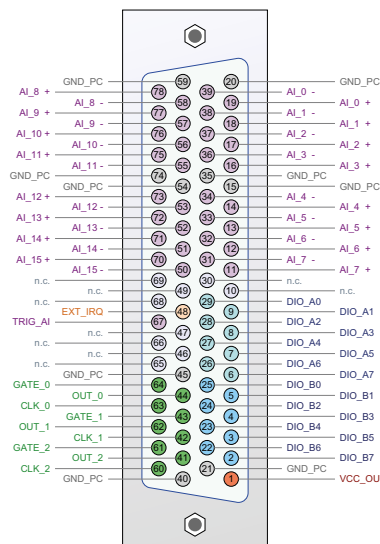 GND_PC 59 20 GND_PC
AI_8 + 78 39 AI_0 -
AI_8 - 58 19 AI_0 +
AI_9 + 77 38 AI_1 -
AI_9 - 57 18 AI_1 +
AI_10 + 76 37 AI_2 -
AI_10 - 56 17 AI_2 +
AI_11 + 75 36 AI_3 -
AI_11 - 55 16 AI_3 +
GND_PC 74 35 GND_PC
GND_PC 54 15 GND_PC
AI_12 + 73 34 AI_4 -
AI_12 - 53 14 AI_4 +
AI_13 + 72 33 AI_5 -
AI_13 - 52 13 AI_5 +
AI_14 + 71 32 AI_6 -
AI_14 - 51 12 AI_6 +
AI_15 + 70 31 AI_7 -
AI_15 - 50 11 AI_7 +
n.c. 69 30 n.c.
n.c. 49 10 n.c.
n.c. 68 29 DIO_A0
EXT_IRQ 48 9 DIO_A1
TRIG_AI 67 28 DIO_A2
n.c. 47 8 DIO_A3
n.c. 66 27 DIO_A4
n.c. 46 7 DIO_A5
n.c. 65 26 DIO_A6
GND_PC 45 6 DIO_A7
GATE_0 64 25 DIO_B0
OUT_0 44 5 DIO_B1
CLK_0 63 24 DIO_B2
GATE_1 43 4 DIO_B3
OUT_1 62 23 DIO_B4
CLK_1 42 3 DIO_B5
GATE_2 61 22 DIO_B6
OUT_2 41 2 DIO_B7
CLK_2 60 21 GND_PC
GND_PC 40 1 VCC_OU